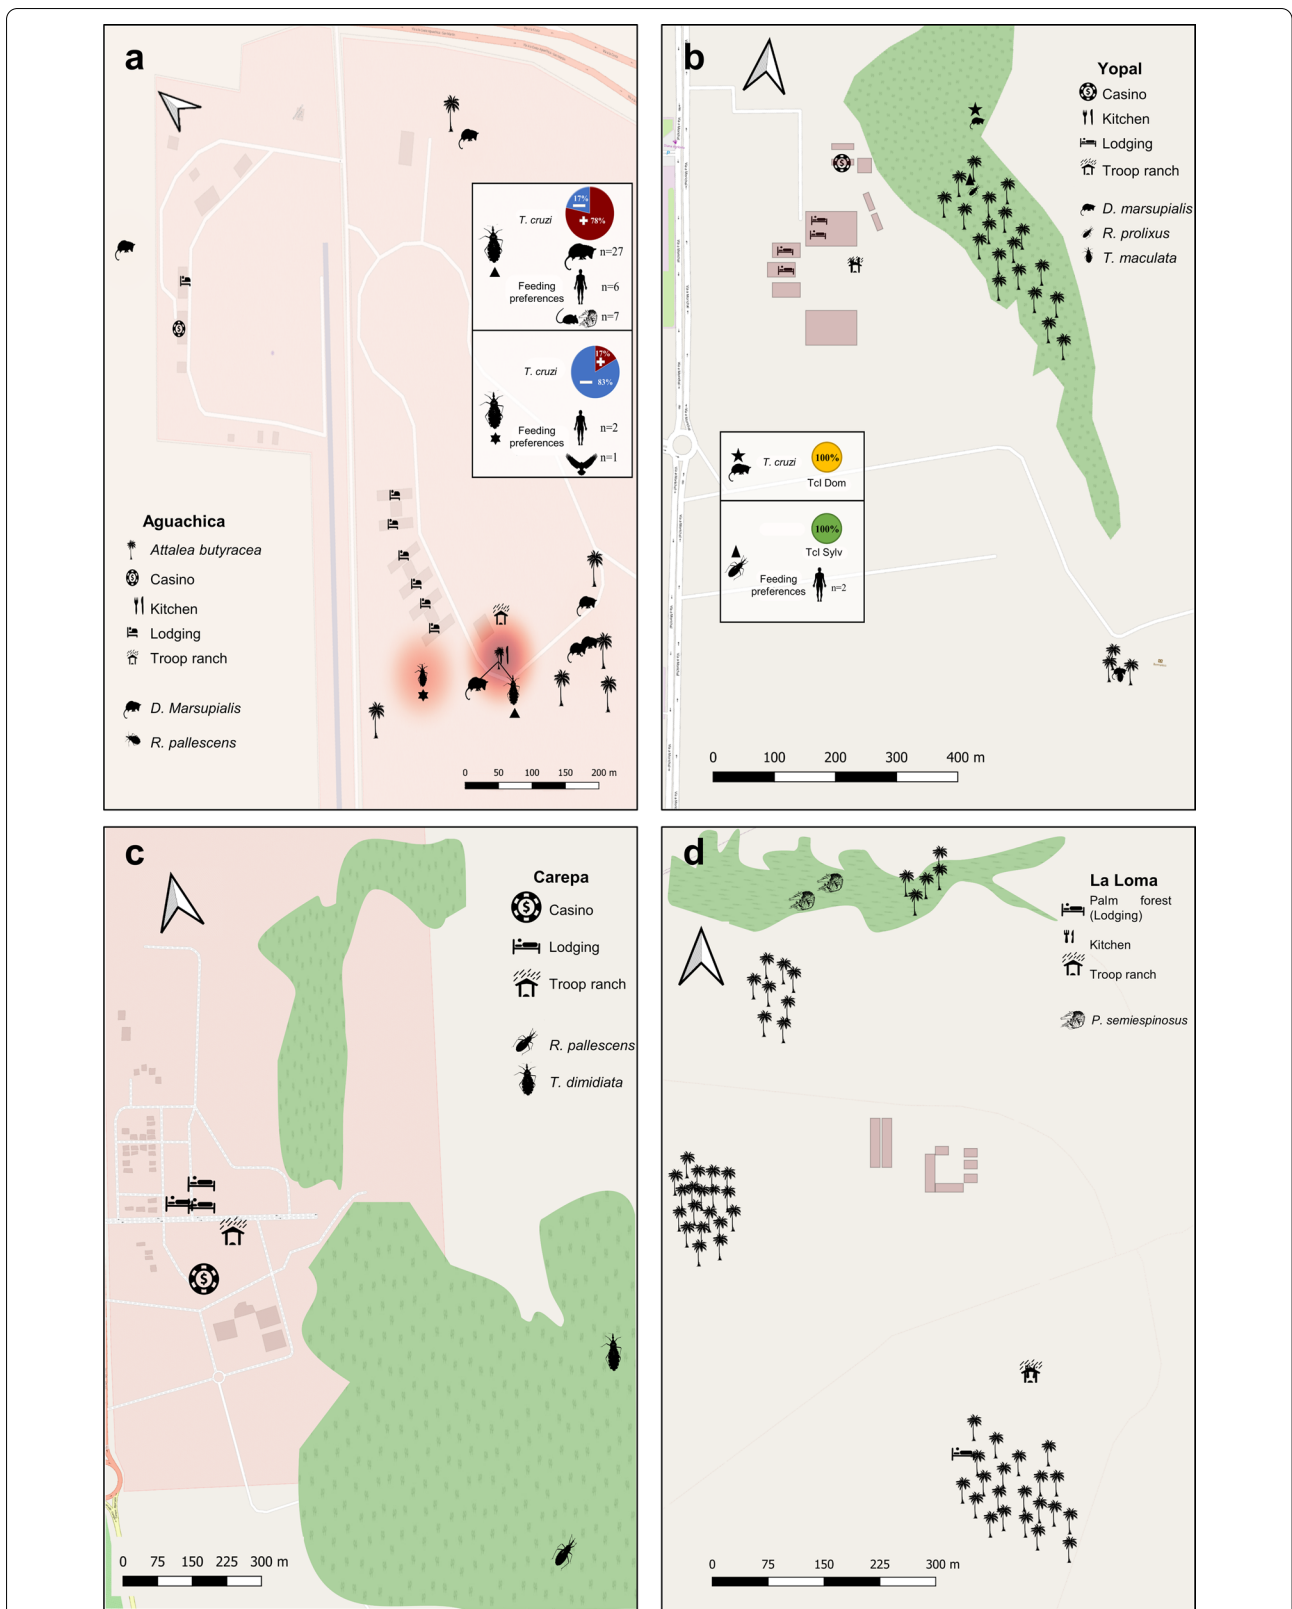 a
T. cruzi
17%
78%
n=27
Feeding
preferences
n=6
n=7
T. cruzi
17%
83%
Feeding
preferences
n=2
n=1
Aguachica
Attalea butyracea
Casino
Kitchen
Lodging
Troop ranch
D. Marsupialis
R. pallescens
0 50 100 150 200 m
b
Yopal
Casino
Kitchen
Lodging
Troop ranch
D. marsupialis
R. prolixus
T. maculata
T. cruzi
100%
TcI Dom
100%
TcI Sylv
Feeding
preferences
n=2
0 100 200 300 400 m
c
Carepa
Casino
Lodging
Troop ranch
R. pallescens
T. dimidiata
0 75 150 225 300 m
d
La Loma
Palm forest
(Lodging)
Kitchen
Troop ranch
P. semiespinosus
0 75 150 225 300 m